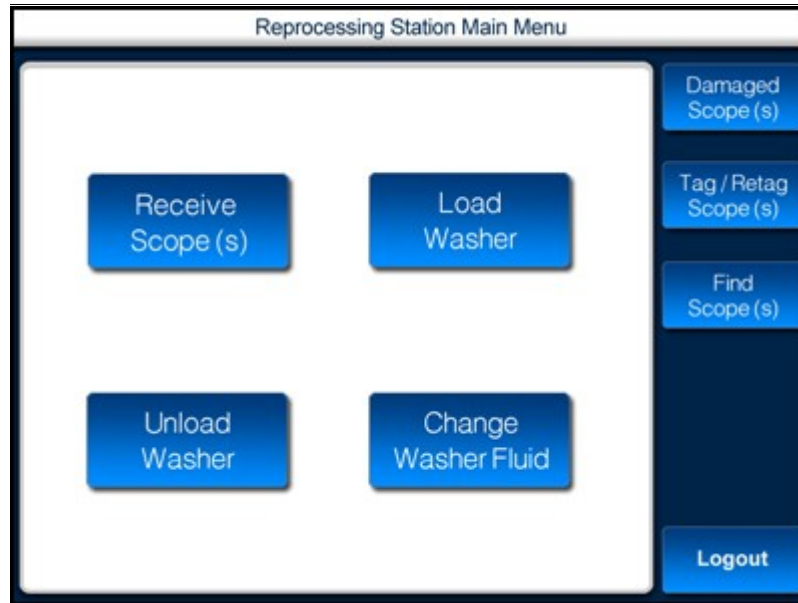 Reprocessing Station Main Menu
Receive
Scope (s)
Load
Washer
Unload
Washer
Change
Washer Fluid
Damaged
Scope (s)
Tag / Retag
Scope (s)
Find
Scope (s)
Logout